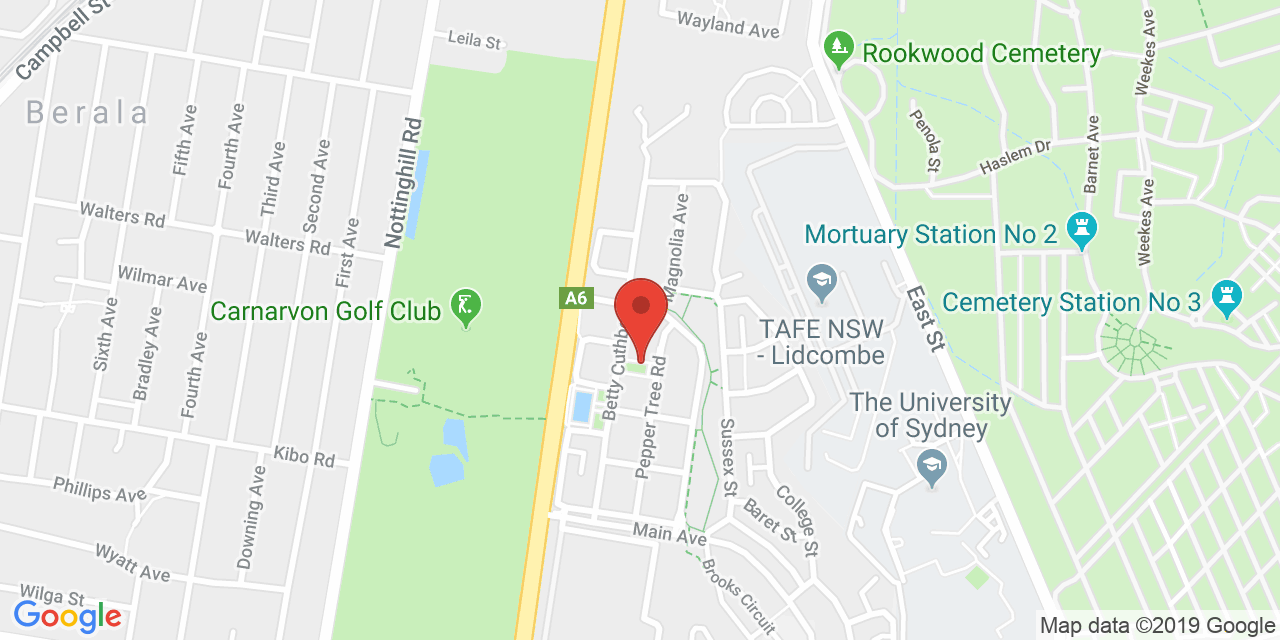 Campbell St
Leila St
Wayland Ave
Rookwood Cemetery
Weekes Ave
Berala
Fifth Ave
Fourth Ave
Third Ave
Second Ave
First Ave
Nottinghill Rd
Penola St
Haslem Dr
Barnet Ave
Weekes Ave
Walters Rd
Walters Rd
Magnolia Ave
Mortuary Station No 2
Wilmar Ave
Carnarvon Golf Club
A6
Cemetery Station No 3
East St
TAFE NSW
- Lidcombe
Sixth Ave
Bradley Ave
Fourth Ave
Betty Cuthb
Pepper Tree Rd
The University
of Sydney
Sussex St
Kibo Rd
Phillips Ave
Downing Ave
College St
Baret St
Main Ave
Wyatt Ave
Brooks Circuit
Wilga St
Google
Map data ©2019 Google